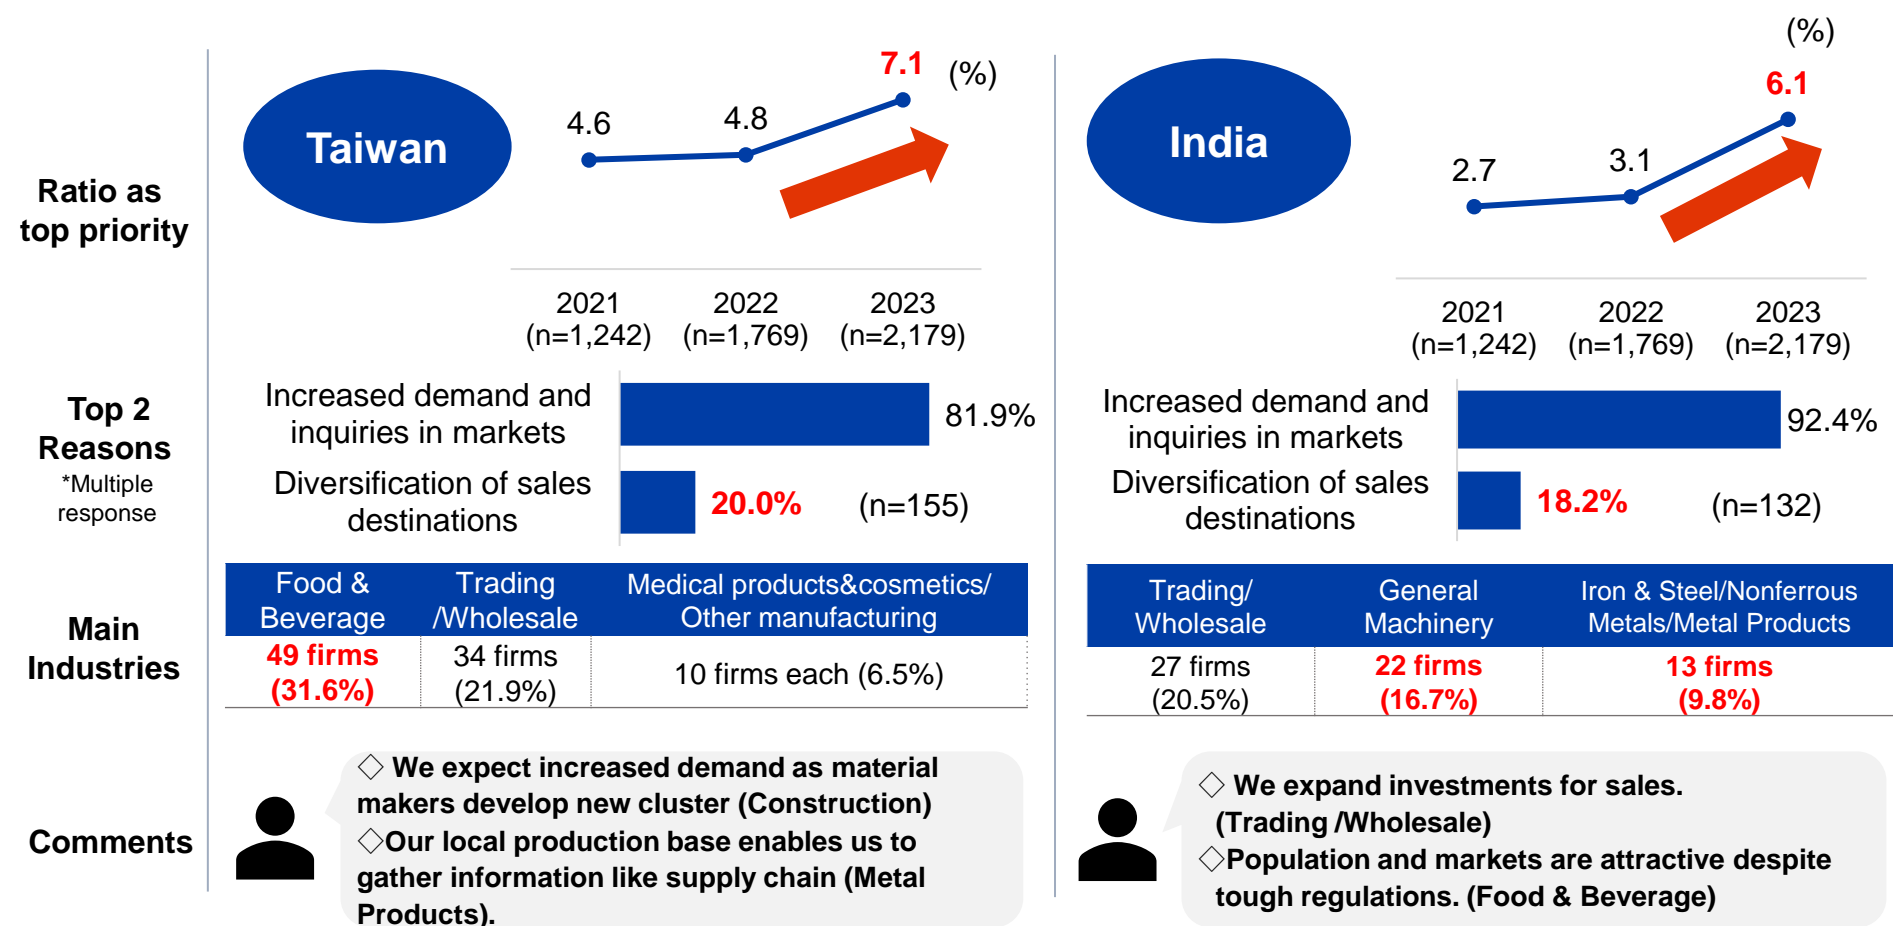 Ratio as
top priority
Taiwan
4.6
4.8
7.1
(%)
2021
(n=1,242)
2022
(n=1,769)
2023
(n=2,179)
India
2.7
3.1
6.1
(%)
2021
(n=1,242)
2022
(n=1,769)
2023
(n=2,179)
Top 2
Reasons
*Multiple
response
Increased demand and
inquiries in markets
81.9%
Diversification of sales
destinations
20.0%
(n=155)
Increased demand and
inquiries in markets
92.4%
Diversification of sales
destinations
18.2%
(n=132)
Main
Industries
Food &
Beverage
Trading
/Wholesale
Medical products&cosmetics/
Other manufacturing
49 firms
(31.6%)
34 firms
(21.9%)
10 firms each (6.5%)
Trading/
Wholesale
General
Machinery
Iron & Steel/Nonferrous
Metals/Metal Products
27 firms
(20.5%)
22 firms
(16.7%)
13 firms
(9.8%)
Comments
◇ We expect increased demand as material
makers develop new cluster (Construction)
◇Our local production base enables us to
gather information like supply chain (Metal
Products).
◇ We expand investments for sales.
(Trading /Wholesale)
◇Population and markets are attractive despite
tough regulations. (Food & Beverage)